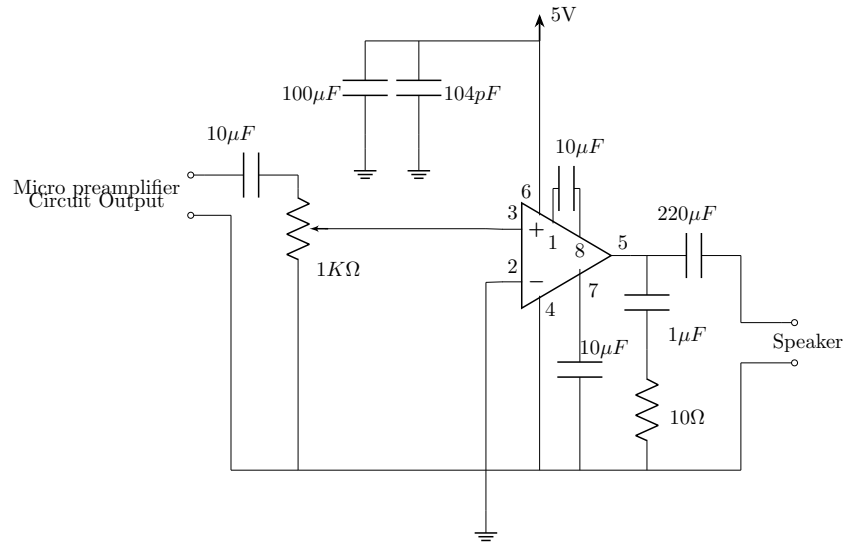 5V
100μF
104pF
10μF
10μF
Micro preamplifier
Circuit Output
6
3
1
8
5
220μF
1KΩ
2
7
4
10μF
1μF
Speaker
10Ω